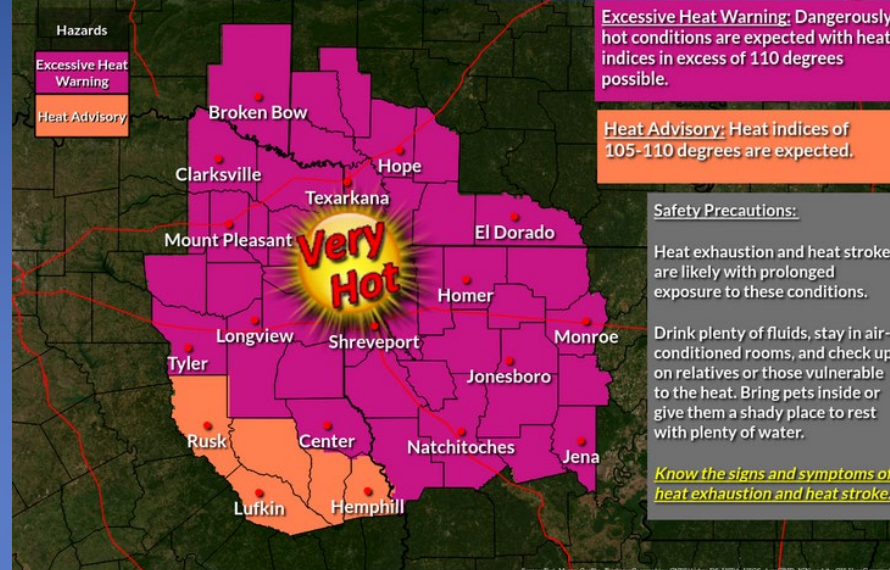 Hazards
Excessive Heat
Warning
Heat Advisory
Excessive Heat Warning: Dangerously
hot conditions are expected with heat
indices in excess of 110 degrees
possible.
Heat Advisory: Heat indices of
105-110 degrees are expected.
Safety Precautions:
Heat exhaustion and heat stroke
are likely with prolonged
exposure to these conditions.
Drink plenty of fluids, stay in air-
conditioned rooms, and check up
on relatives or those vulnerable
to the heat. Bring pets inside or
give them a shady place to rest
with plenty of water.
Know the signs and symptoms of
heat exhaustion and heat stroke.
Broken Bow
Hope
Clarksville
Texarkana
Mount Pleasant
Very
Hot
El Dorado
Homer
Longview
Shreveport
Monroe
Tyler
Jonesboro
Rusk
Center
Natchitoches
Jena
Lufkin
Hemphill